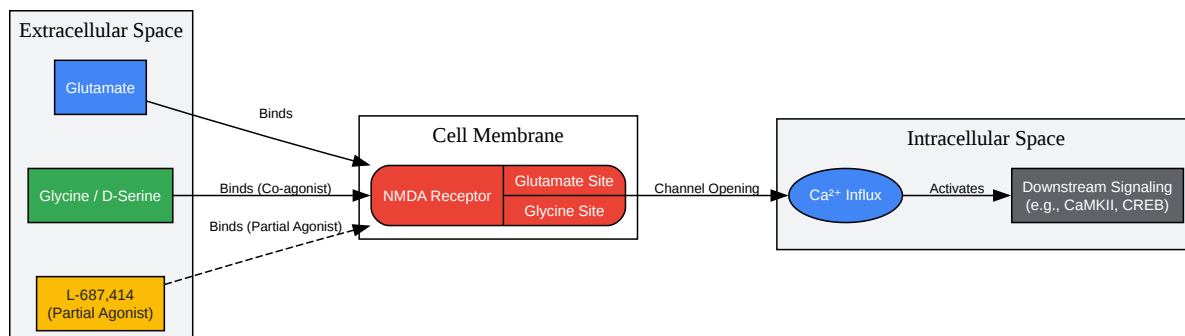 Extracellular Space
Glutamate
Glycine / D-Serine
L-687,414
(Partial Agonist)
Binds
Binds (Co-agonist)
Binds (Partial Agonist)
Cell Membrane
NMDA Receptor
Glutamate Site
Glycine Site
Channel Opening
Intracellular Space
Ca²⁺ Influx
Activates
Downstream Signaling
(e.g., CaMKII, CREB)